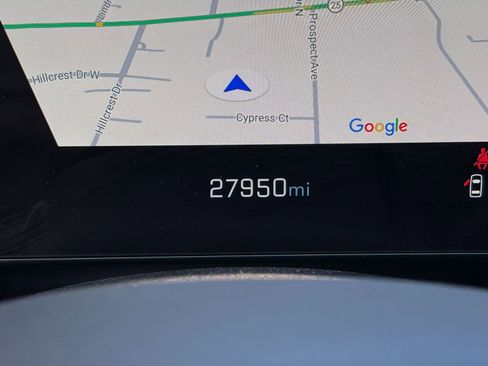 25
Prospect Ave
Hillcrest Dr W
Hillcrest Dr
Cypress Ct
Google
27950mi